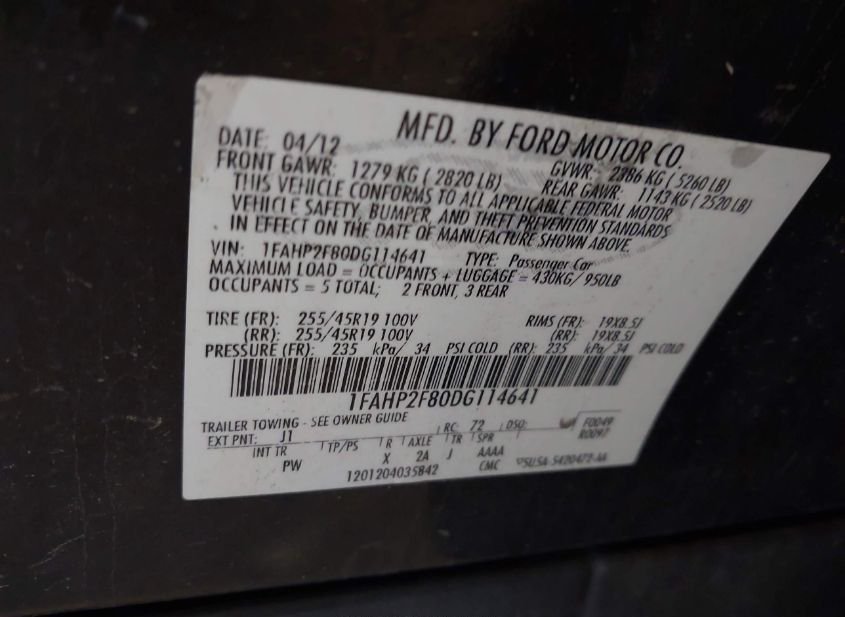 MFD. BY FORD MOTOR CO.
DATE: 04/12 GVWR: 2386 KG ( 5260 LB)
FRONT GAWR: 1279 KG ( 2820 LB) REAR GAWR: 1143 KG ( 2520 LB)
THIS VEHICLE CONFORMS TO ALL APPLICABLE FEDERAL MOTOR
VEHICLE SAFETY, BUMPER, AND THEFT PREVENTION STANDARDS
IN EFFECT ON THE DATE OF MANUFACTURE SHOWN ABOVE.
VIN: 1FAHP2F80DG114641 TYPE: Passenger Car
MAXIMUM LOAD = OCCUPANTS + LUGGAGE = 430KG/ 950LB
OCCUPANTS = 5 TOTAL; 2 FRONT, 3 REAR
TIRE (FR): 255/45R19 100V RIMS (FR): 19X8.5J
(RR): 255/45R19 100V (RR): 19X8.5J
PRESSURE (FR): 235 kPa/ 34 PSI COLD (RR): 235 kPa/ 34 PSI COLD
1FAHP2F80DG114641
TRAILER TOWING - SEE OWNER GUIDE
EXT PNT: J1 RC: 72 DSO: F0049
R0097
INT TR TP/PS R AXLE TR SPR
PW X 2A J AAAA
1201204035842 CMC